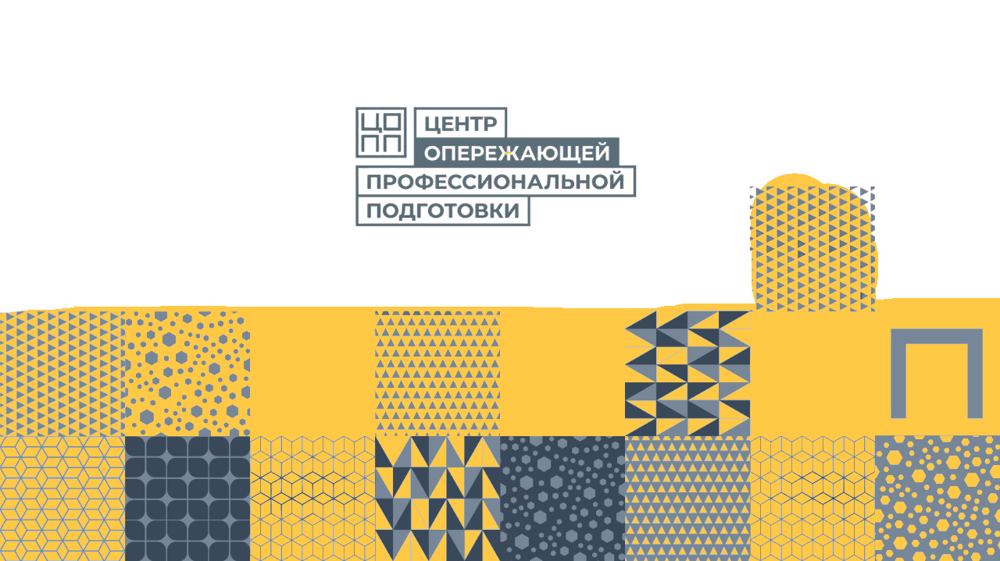 ЦО
ПП
ЦЕНТР
ОПЕРЕЖАЮЩЕЙ
ПРОФЕССИОНАЛЬНОЙ
ПОДГОТОВКИ
П